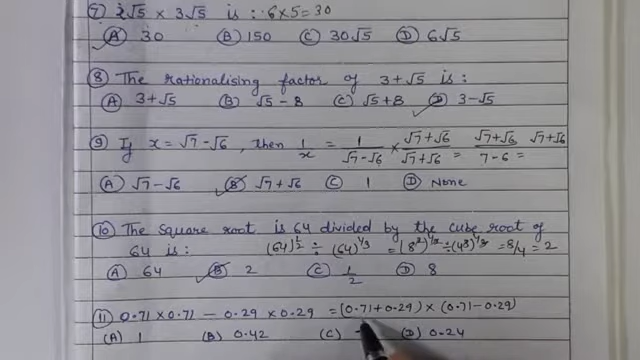 ⑦ 2√5 × 3√5 is : 6×5=30
Ⓐ 30 Ⓑ 150 Ⓒ 30√5 Ⓓ 6√5
⑧ The rationalising factor of 3+√5 is :
Ⓐ 3+√5 Ⓑ √5-8 Ⓒ √5+8 Ⓓ 3-√5
⑨ If x = √7-√6, then 1/x = 1/(√7-√6) × (√7+√6)/(√7+√6) = (√7+√6)/(7-6) = √7+√6
Ⓐ √7-√6 Ⓑ √7+√6 Ⓒ 1 Ⓓ None
⑩ The square root is 64 divided by the cube root of
64 is : (64)^½ ÷ (64)^1/3 = (8²)^1/2 ÷ (4³)^1/3 = 8/4 = 2
Ⓐ 64 Ⓑ 2 Ⓒ 1/2 Ⓓ 8
⑪ 0.71×0.71 - 0.29×0.29 = (0.71+0.29) × (0.71-0.29)
(A) 1 (B) 0.42 (C) (D) 0.24